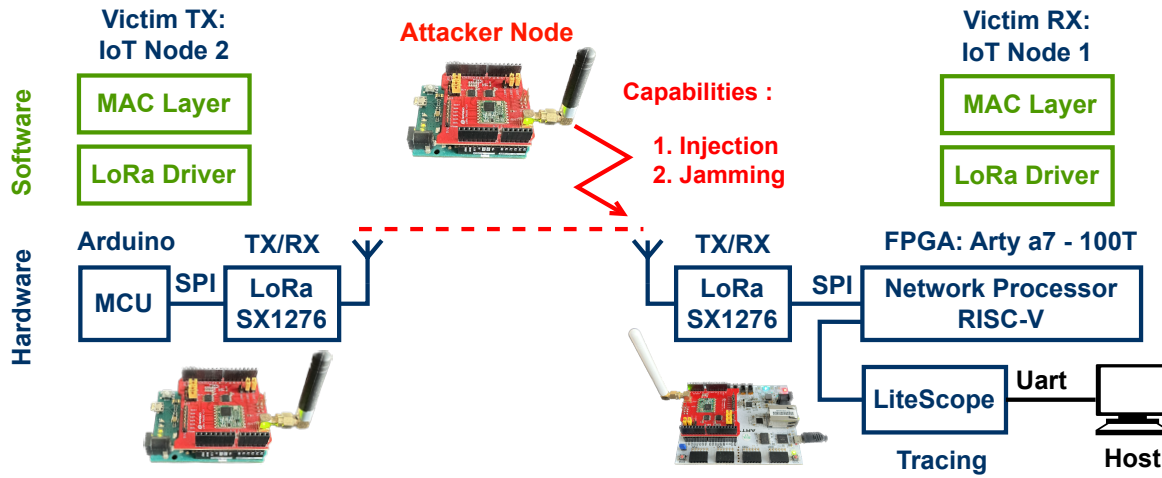 Victim TX:
IoT Node 2
Attacker Node
Victim RX:
IoT Node 1
Software
MAC Layer
LoRa Driver
Capabilities :
1. Injection
2. Jamming
MAC Layer
LoRa Driver
Hardware
Arduino
MCU
SPI
TX/RX
LoRa
SX1276
TX/RX
LoRa
SX1276
SPI
FPGA: Arty a7 - 100T
Network Processor
RISC-V
LiteScope
Uart
Tracing
Host